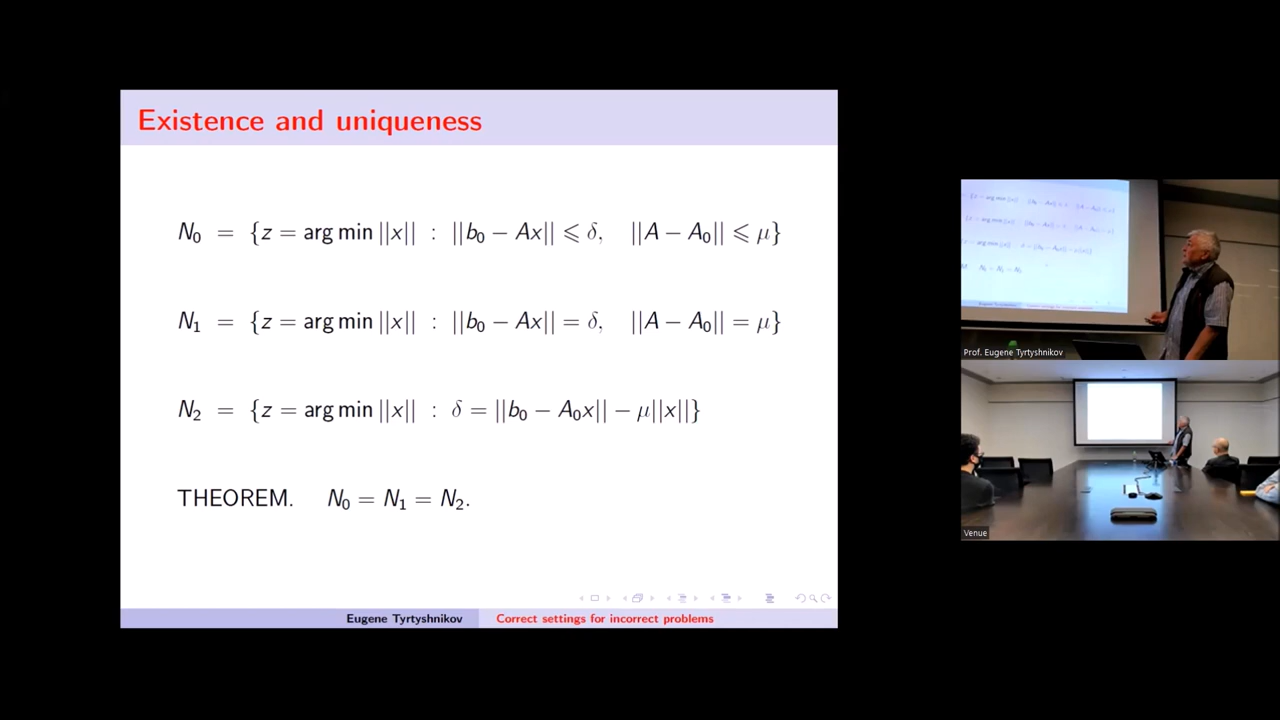 Existence and uniqueness
N₀ = {z = arg min ||x|| : ||b₀ − Ax|| ⩽ δ, ||A − A₀|| ⩽ μ}
N₁ = {z = arg min ||x|| : ||b₀ − Ax|| = δ, ||A − A₀|| = μ}
N₂ = {z = arg min ||x|| : δ = ||b₀ − A₀x|| − μ||x||}
THEOREM. N₀ = N₁ = N₂.
Eugene Tyrtyshnikov Correct settings for incorrect problems
Prof. Eugene Tyrtyshnikov
Venue